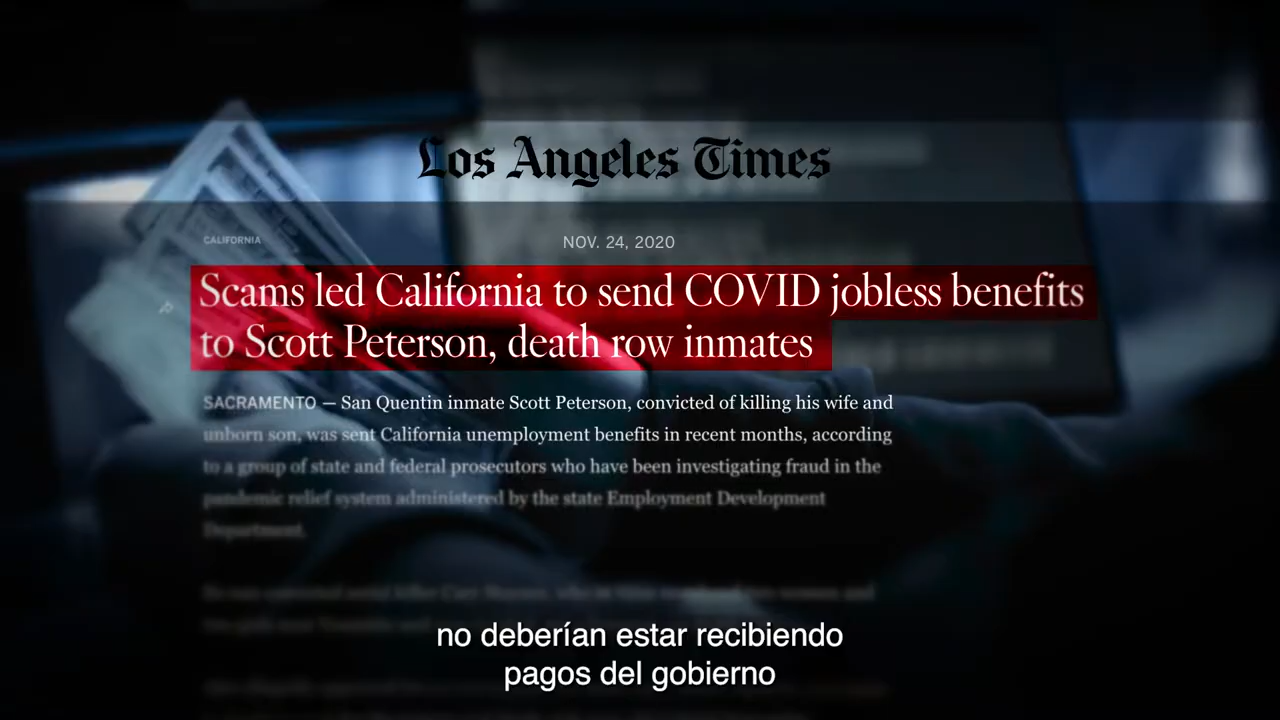 Los Angeles Times
CALIFORNIA
NOV. 24, 2020
Scams led California to send COVID jobless benefits
to Scott Peterson, death row inmates
SACRAMENTO — San Quentin inmate Scott Peterson, convicted of killing his wife and
unborn son, was sent California unemployment benefits in recent months, according
to a group of state and federal prosecutors who have been investigating fraud in the
pandemic relief system administered by the state Employment Development
Department.
no deberían estar recibiendo
pagos del gobierno